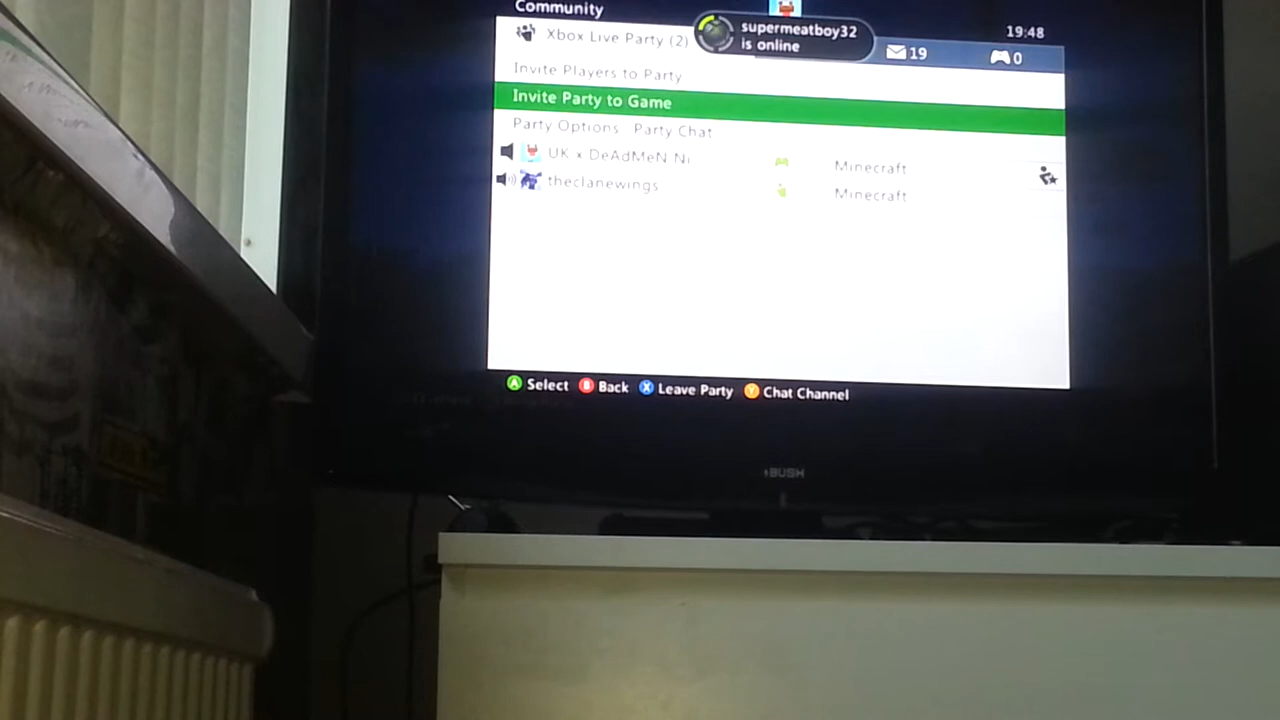 Community
supermeatboy32
is online
19:48
Xbox Live Party (2)
19
0
Invite Players to Party
Invite Party to Game
Party Options Party Chat
UK x DeAdMeN Ni
Minecraft
theclanewings
Minecraft
A Select B Back X Leave Party Y Chat Channel
BUSH